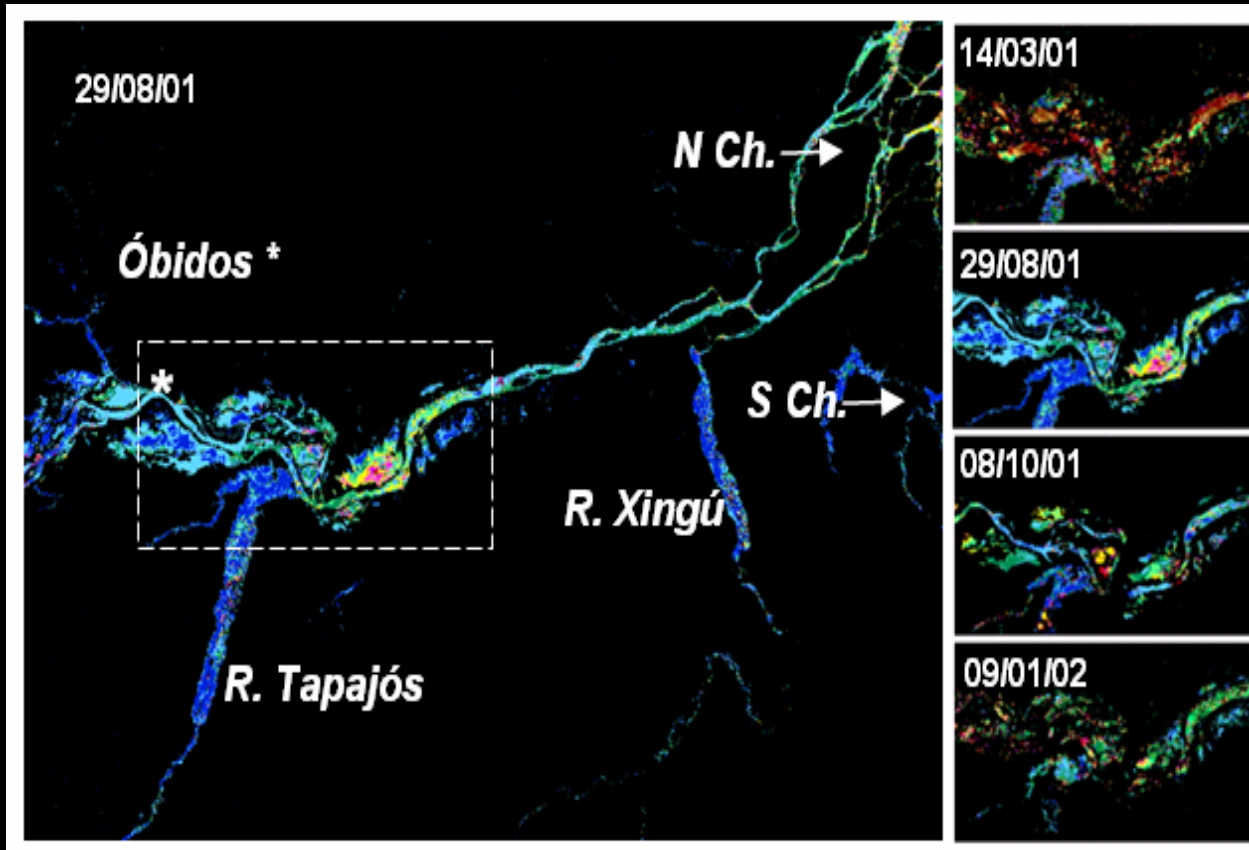 29/08/01
N Ch.
Óbidos *
*
S Ch.
R. Xingú
R. Tapajós
14/03/01
29/08/01
08/10/01
09/01/02